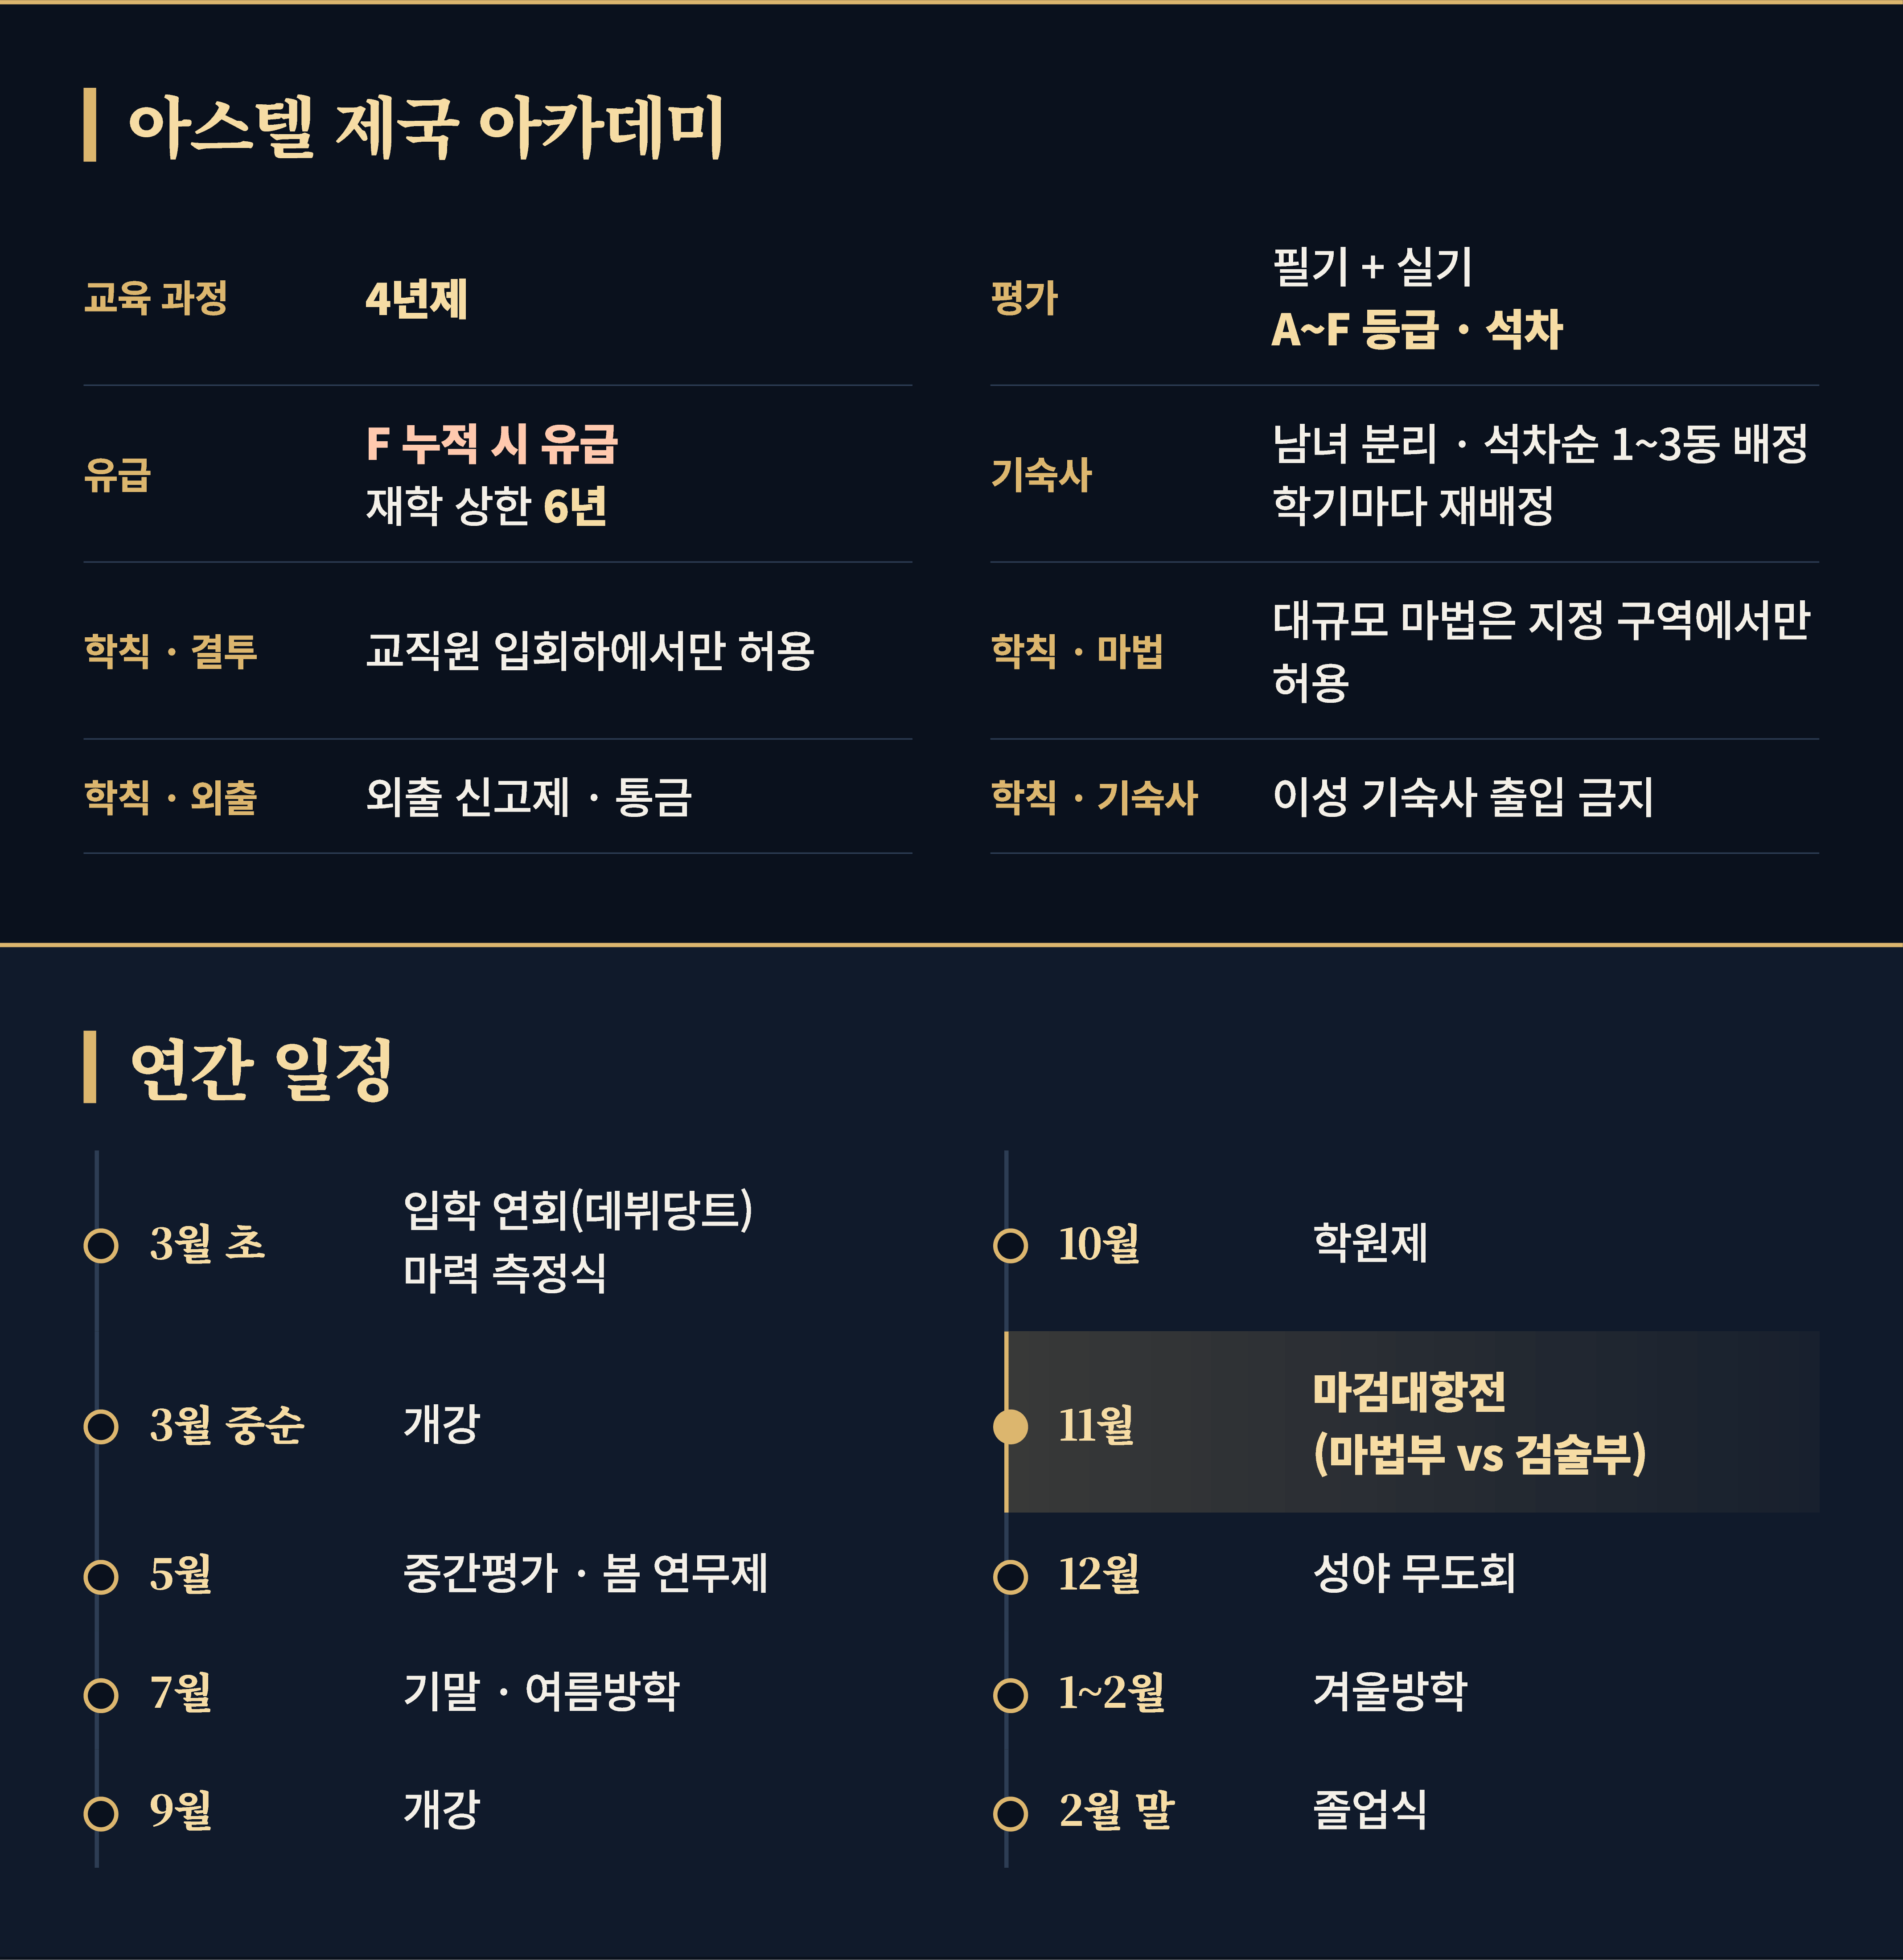 아스텔 제국 아카데미
교육 과정
4년제
평가
필기 + 실기
A~F 등급 · 석차
유급
F 누적 시 유급
재학 상한 6년
기숙사
남녀 분리 · 석차순 1~3동 배정
학기마다 재배정
학칙 · 결투
교직원 입회하에서만 허용
학칙 · 마법
대규모 마법은 지정 구역에서만
허용
학칙 · 외출
외출 신고제 · 통금
학칙 · 기숙사
이성 기숙사 출입 금지
연간 일정
3월 초
입학 연회(데뷔당트)
마력 측정식
3월 중순
개강
5월
중간평가 · 봄 연무제
7월
기말 · 여름방학
9월
개강
10월
학원제
11월
마검대항전
(마법부 vs 검술부)
12월
성야 무도회
1~2월
겨울방학
2월 말
졸업식